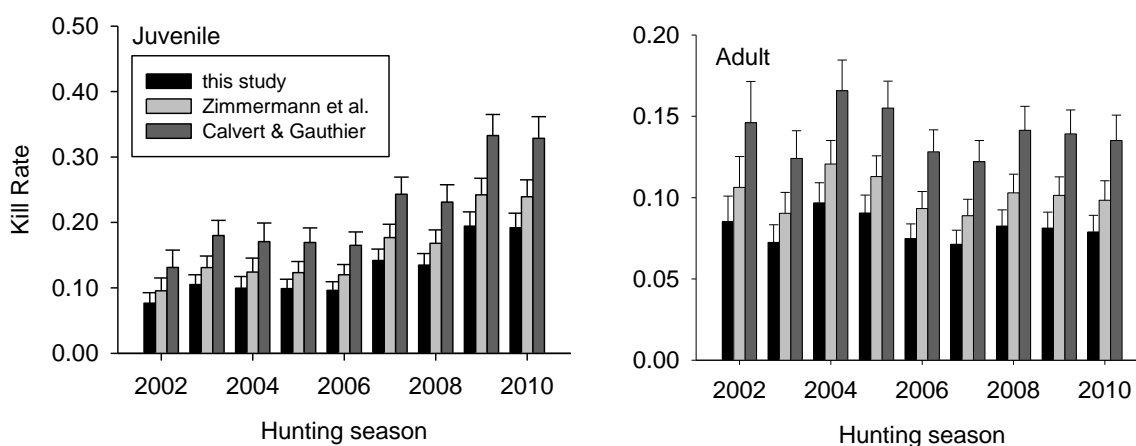 Juvenile
this study
Zimmermann et al.
Calvert & Gauthier
Kill Rate
0.50
0.40
0.30
0.20
0.10
0.00
2002 2004 2006 2008 2010
Hunting season
Adult
0.20
0.15
0.10
0.05
0.00
2002 2004 2006 2008 2010
Hunting season